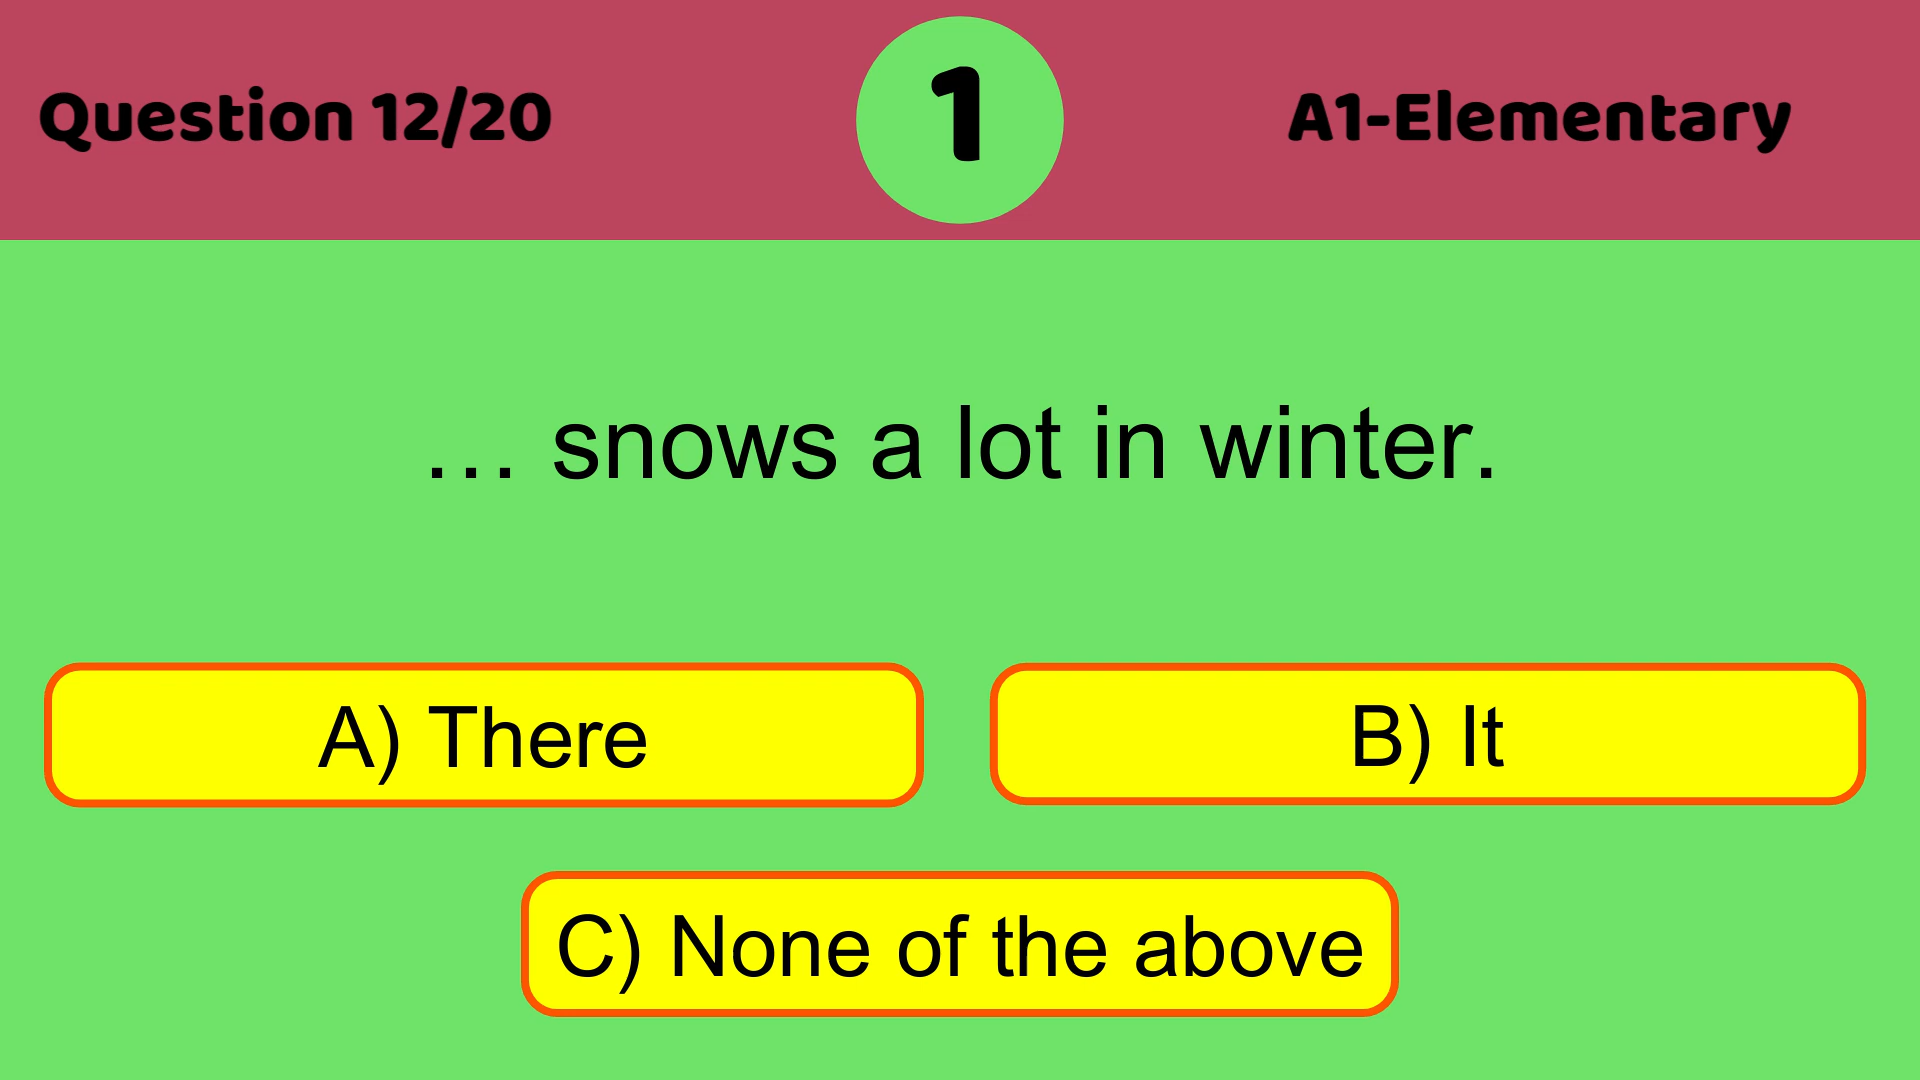 Question 12/20
1
A1-Elementary
… snows a lot in winter.
A) There
B) It
C) None of the above